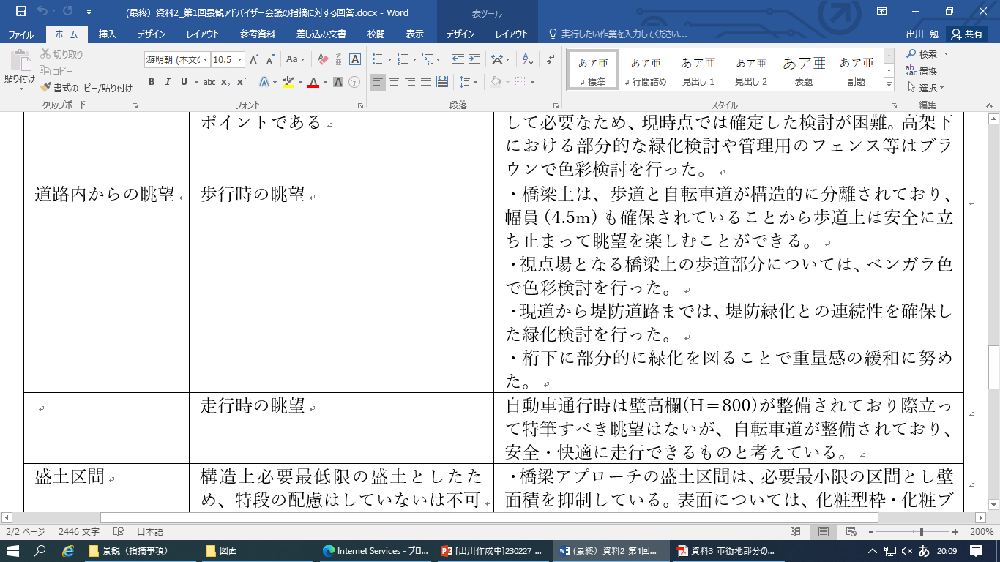 (最終）資料2_第1回景観アドバイザー会議の指摘に対する回答.docx - Word
表ツール
ファイル ホーム 挿入 デザイン レイアウト 参考資料 差し込み文書 校閲 表示 デザイン レイアウト 実行したい作業を入力してください... 出川 勉 共有
貼り付け
切り取り
コピー
書式のコピー/貼り付け
クリップボード
游明朝 (本文(
10.5
フォント
段落
あア亜 標準
あア亜 行間詰め
あア亜 見出し 1
あア亜 見出し 2
あア亜 表題
あア亜 副題
スタイル
検索
置換
選択
編集
ポイントである
して必要なため、現時点では確定した検討が困難。高架下
における部分的な緑化検討や管理用のフェンス等はブラ
ウンで色彩検討を行った。
道路内からの眺望
歩行時の眺望
・橋梁上は、歩道と自転車道が構造的に分離されており、
幅員（4.5m）も確保されていることから歩道上は安全に立
ち止まって眺望を楽しむことができる。
・視点場となる橋梁上の歩道部分については、ベンガラ色
で色彩検討を行った。
・現道から堤防道路までは、堤防緑化との連続性を確保し
た緑化検討を行った。
・桁下に部分的に緑化を図ることで重量感の緩和に努め
た。
走行時の眺望
自動車通行時は壁高欄(H＝800)が整備されており際立っ
て特筆すべき眺望はないが、自転車道が整備されており、
安全・快適に走行できるものと考えている。
盛土区間
構造上必要最低限の盛土としたた
め、特段の配慮はしていないは不可
・橋梁アプローチの盛土区間は、必要最小限の区間とし壁
面積を抑制している。表面については、化粧型枠・化粧ブ
2/2 ページ 2446 文字 日本語 200%
景観（指摘事項）
図面
Internet Services - プロ...
[出川作成中]230227_...
(最終）資料2_第1回...
資料3_市街地部分の...
あ 20:09